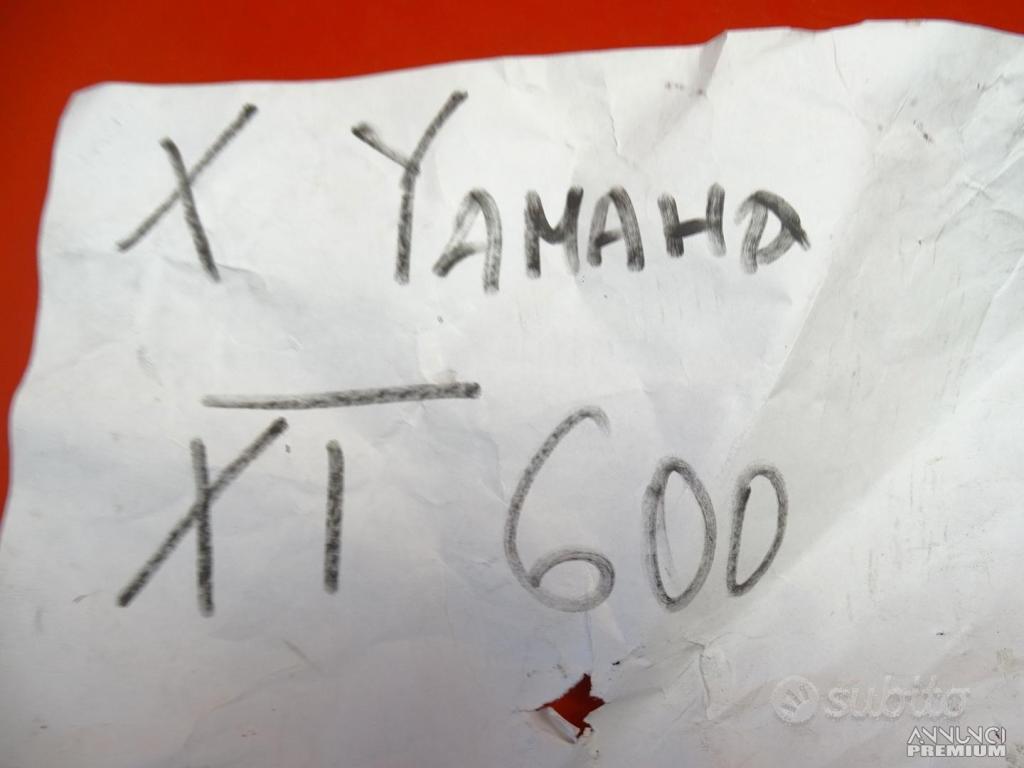 X YAMAHA
XT 600
subito
ANNUNCI
PREMIUM